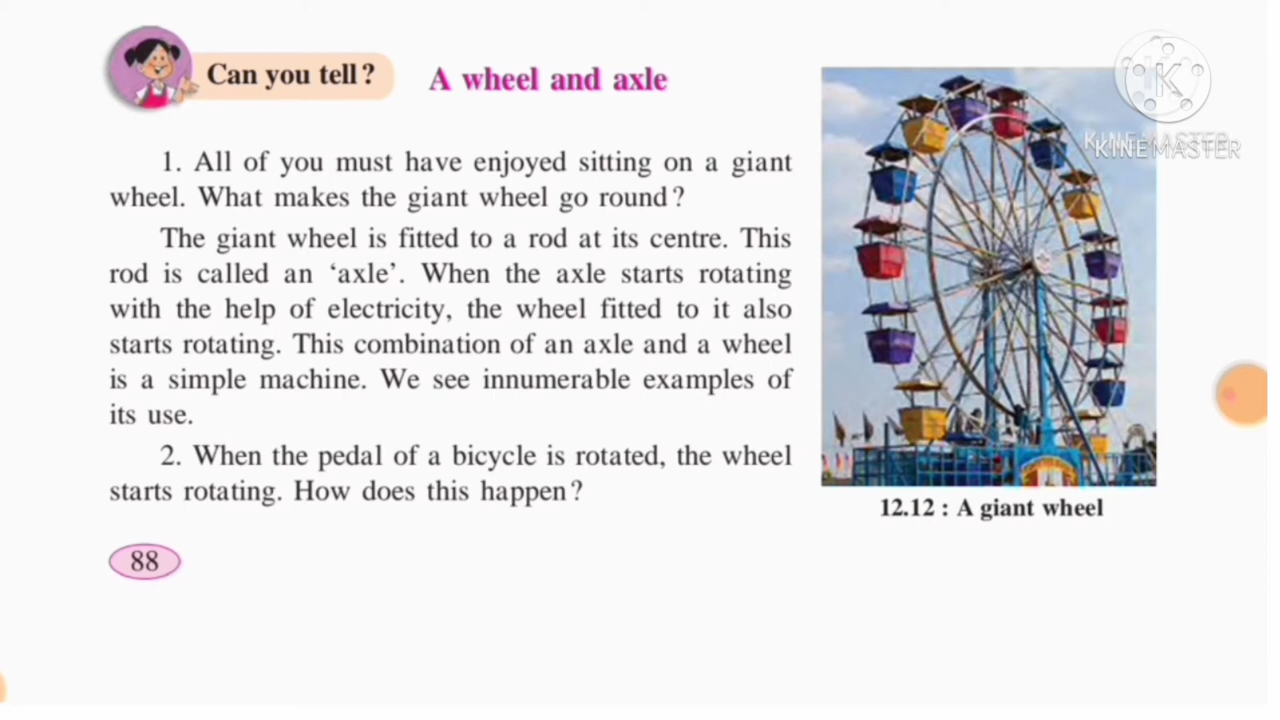 Can you tell?
A wheel and axle
1. All of you must have enjoyed sitting on a giant
wheel. What makes the giant wheel go round?
The giant wheel is fitted to a rod at its centre. This
rod is called an ‘axle’. When the axle starts rotating
with the help of electricity, the wheel fitted to it also
starts rotating. This combination of an axle and a wheel
is a simple machine. We see innumerable examples of
its use.
2. When the pedal of a bicycle is rotated, the wheel
starts rotating. How does this happen?
88
K
KINEMASTER
KINEMASTER
12.12 : A giant wheel